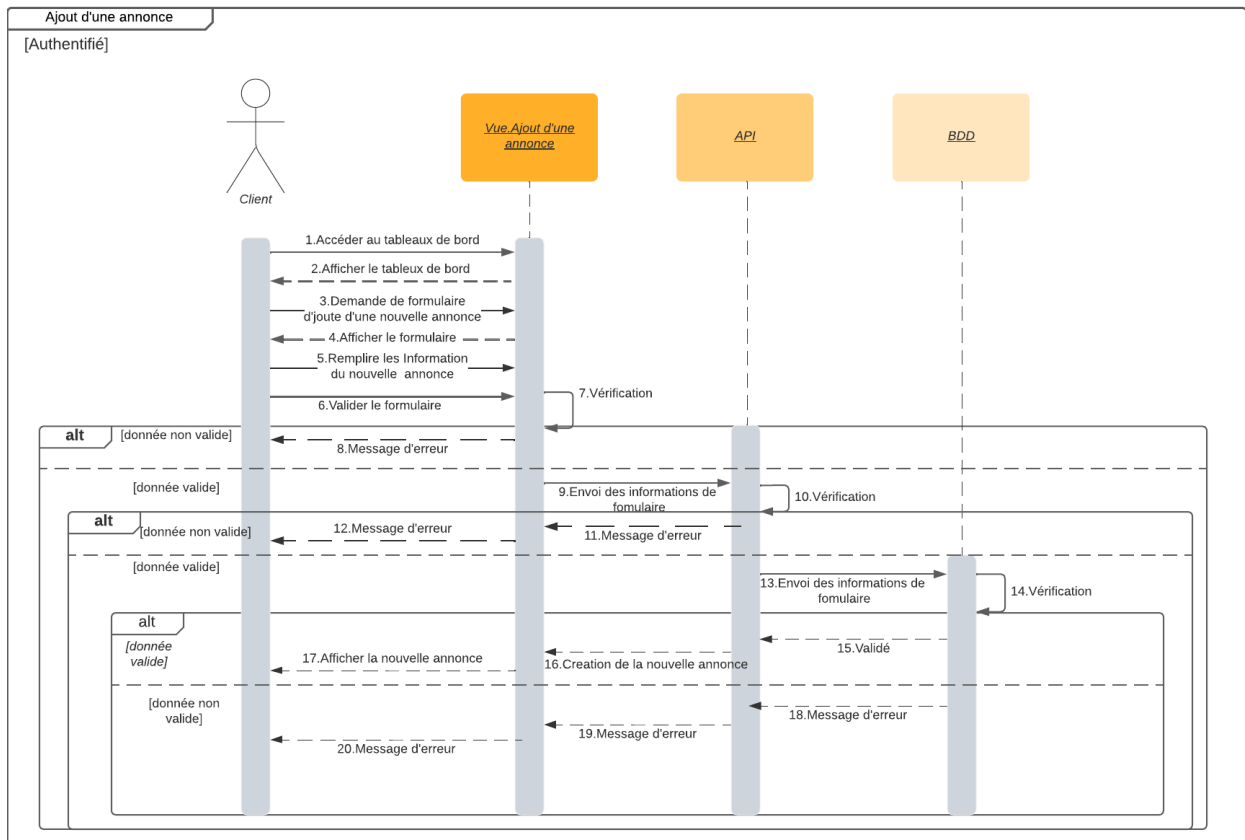 Ajout d'une annonce
[Authentifié]
Client
Vue.Ajout d'une
annonce
API
BDD
1.Accéder au tableaux de bord
2.Afficher le tableux de bord
3.Demande de formulaire
d'joute d'une nouvelle annonce
4.Afficher le formulaire
5.Remplire les Information
du nouvelle annonce
6.Valider le formulaire
7.Vérification
alt
[donnée non valide]
8.Message d'erreur
[donnée valide]
9.Envoi des informations de
fomulaire
10.Vérification
alt
[donnée non valide]
12.Message d'erreur
11.Message d'erreur
[donnée valide]
13.Envoi des informations de
fomulaire
14.Vérification
alt
[donnée
valide]
15.Validé
16.Creation de la nouvelle annonce
17.Afficher la nouvelle annonce
[donnée non
valide]
18.Message d'erreur
19.Message d'erreur
20.Message d'erreur